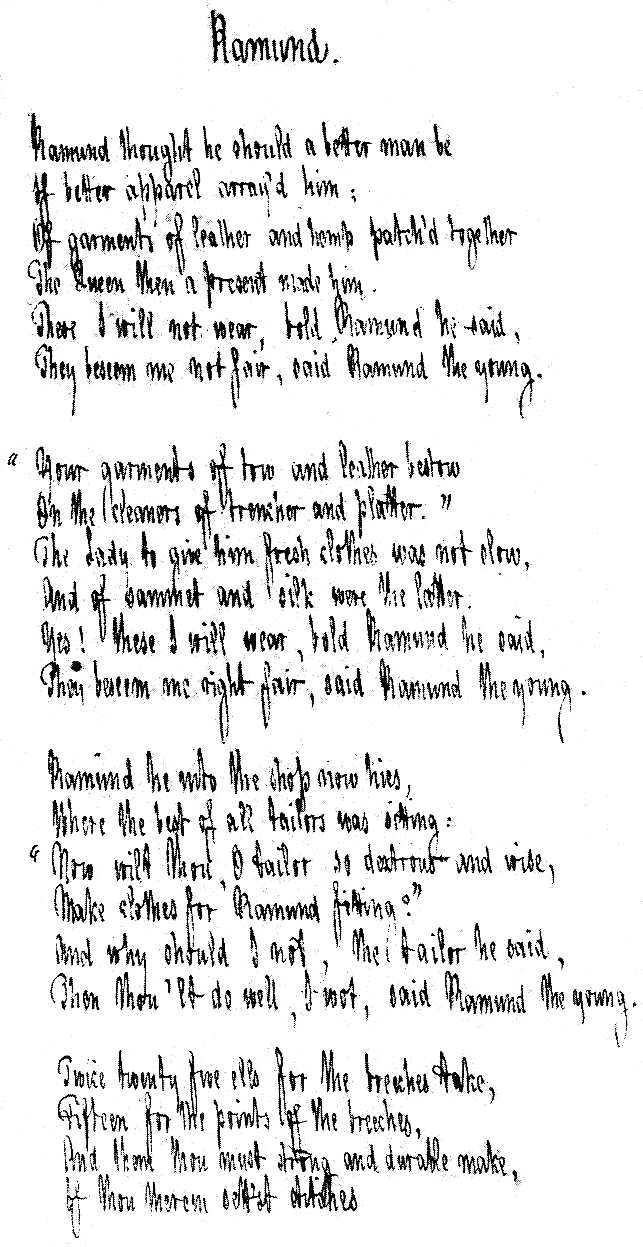 Ramund.
Ramund thought he should a better man be
If better apparel array'd him;
Of garments of leather and hemp patch'd together
The Queen then a present made him.
These I will not wear, bold Ramund he said,
They beseem me not fair, said Ramund the young.
"Your garments of tow and leather bestow
On the cleaners of trencher and platter."
The Lady to give him fresh clothes was not slow,
And of sammet and silk were the latter.
Yes! these I will wear, bold Ramund he said,
They beseem me right fair, said Ramund the young.
Ramund he into the shop now hies,
Where the best of all tailors was sitting:
"Now wilt thou, O tailor so dextrous and wise,
Make clothes for Ramund fitting?"
And why should I not, the tailor he said,
Then thou'lt do well, I wot, said Ramund the young.
Twice twenty five ells for the breeches take,
Fifteen for the points of the breeches,
And them thou must strong and durable make,
If thou therein sett'st stitches